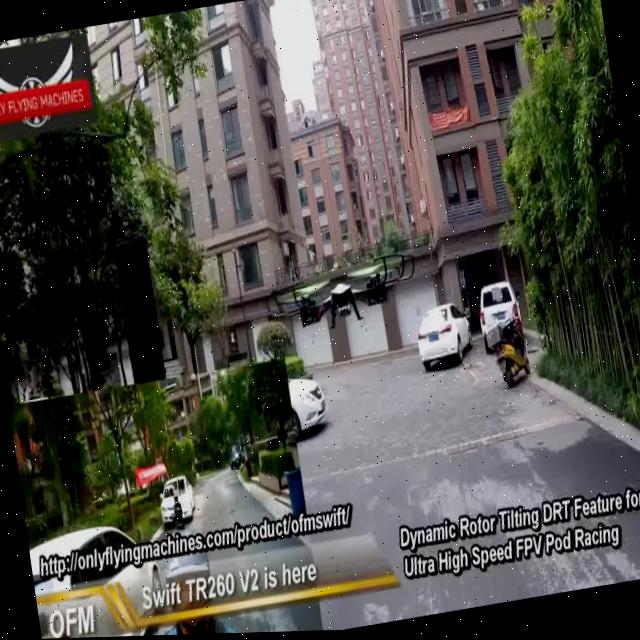 Y FLYING MACHINES
http://onlyflyingmachines.com/product/ofmswift/
Dynamic Rotor Tilting DRT Feature fo
Ultra High Speed FPV Pod Racing
Swift TR260 V2 is here
OFM